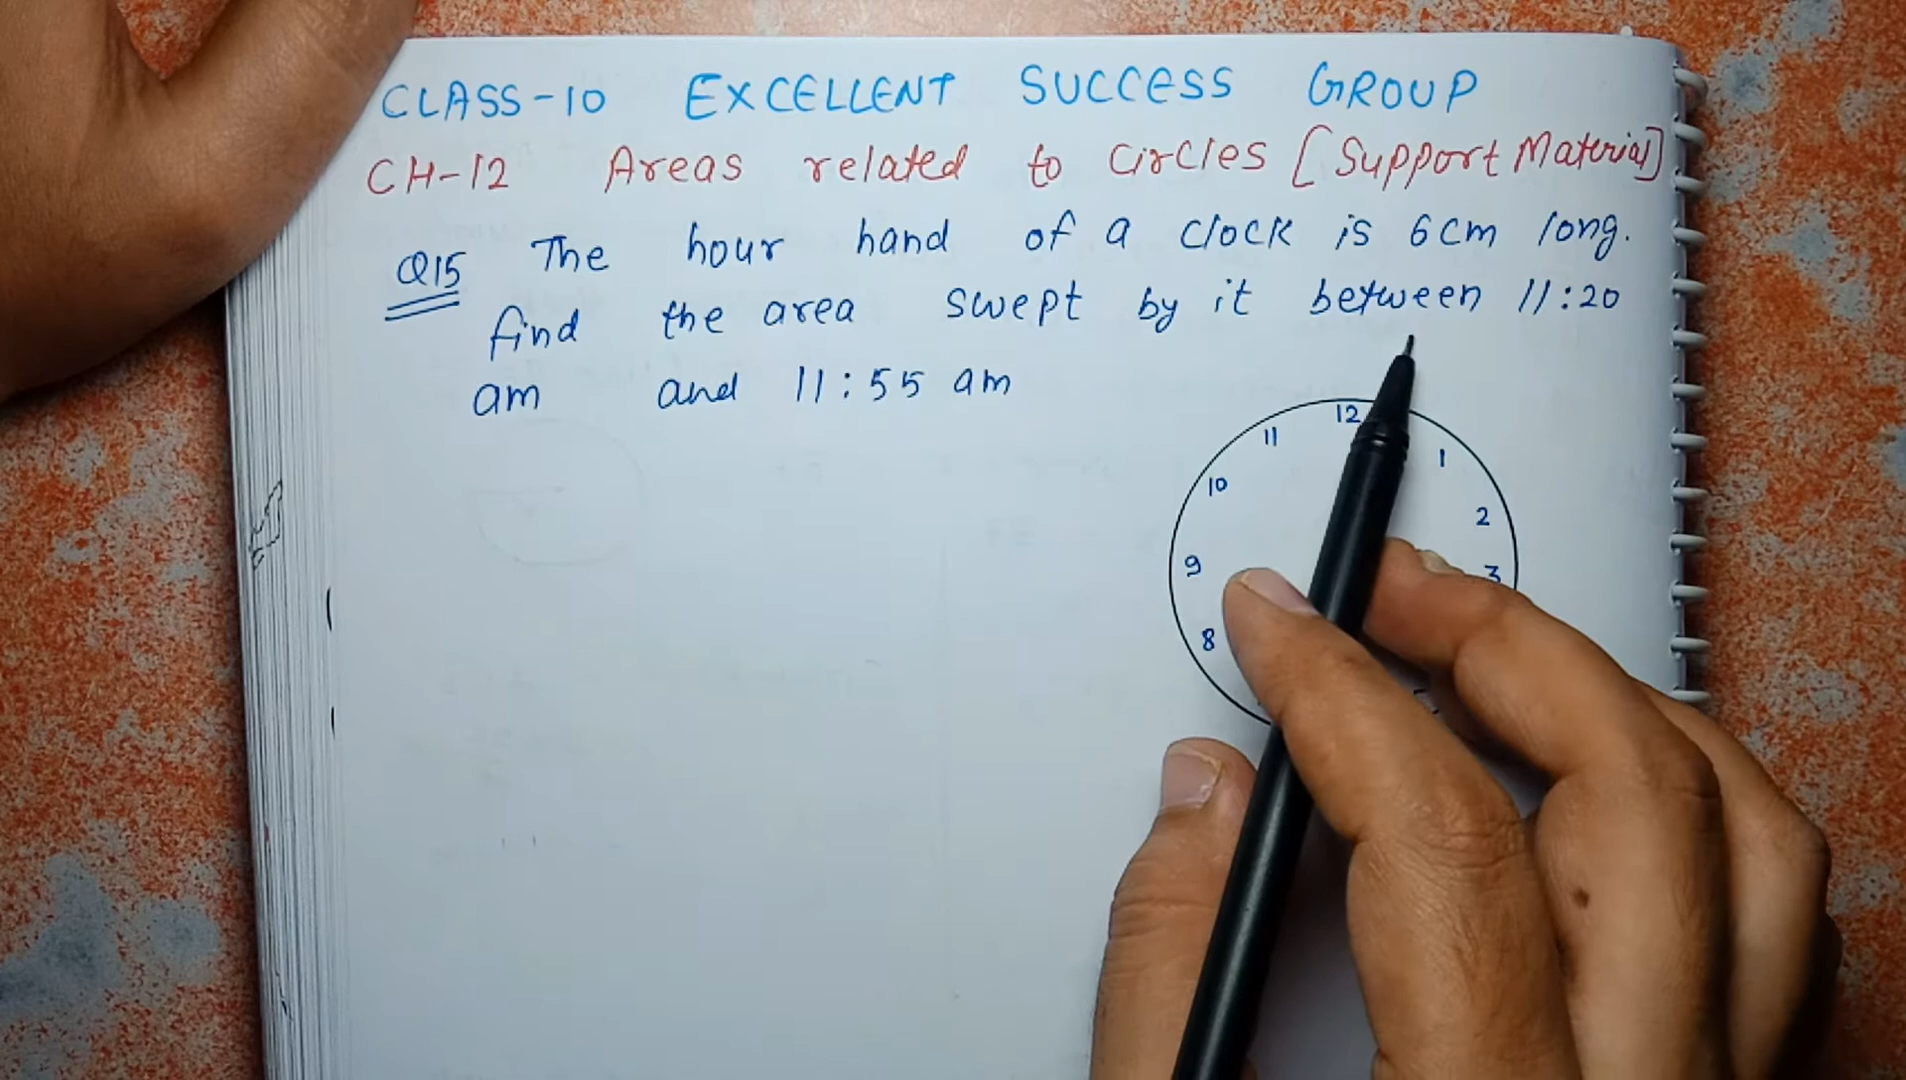 CLASS-10 EXCELLENT SUCCESS GROUP
CH-12 Areas related to Circles [Support Material]
Q15 The hour hand of a clock is 6cm long.
find the area swept by it between 11:20
am and 11:55 am
12
11
1
10
2
9
3
8